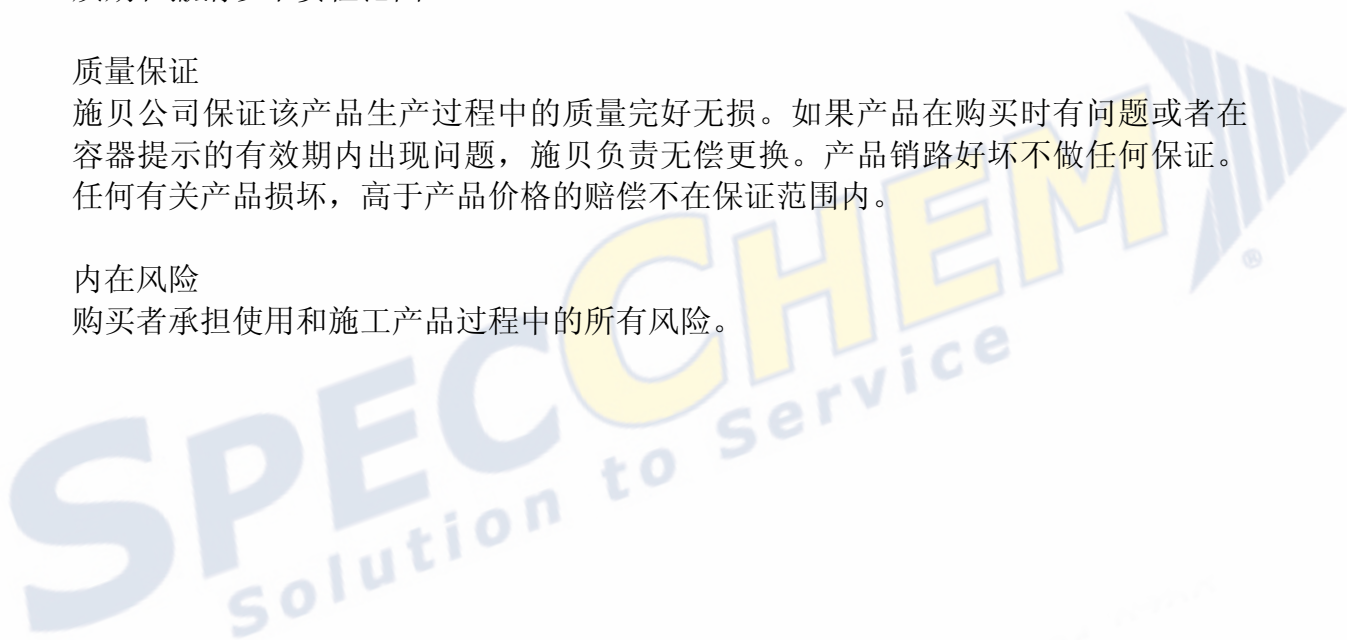 质量保证
施贝公司保证该产品生产过程中的质量完好无损。如果产品在购买时有问题或者在
容器提示的有效期内出现问题，施贝负责无偿更换。产品销路好坏不做任何保证。
任何有关产品损坏，高于产品价格的赔偿不在保证范围内。
内在风险
购买者承担使用和施工产品过程中的所有风险。
SPECCHEM®
Solution to Service